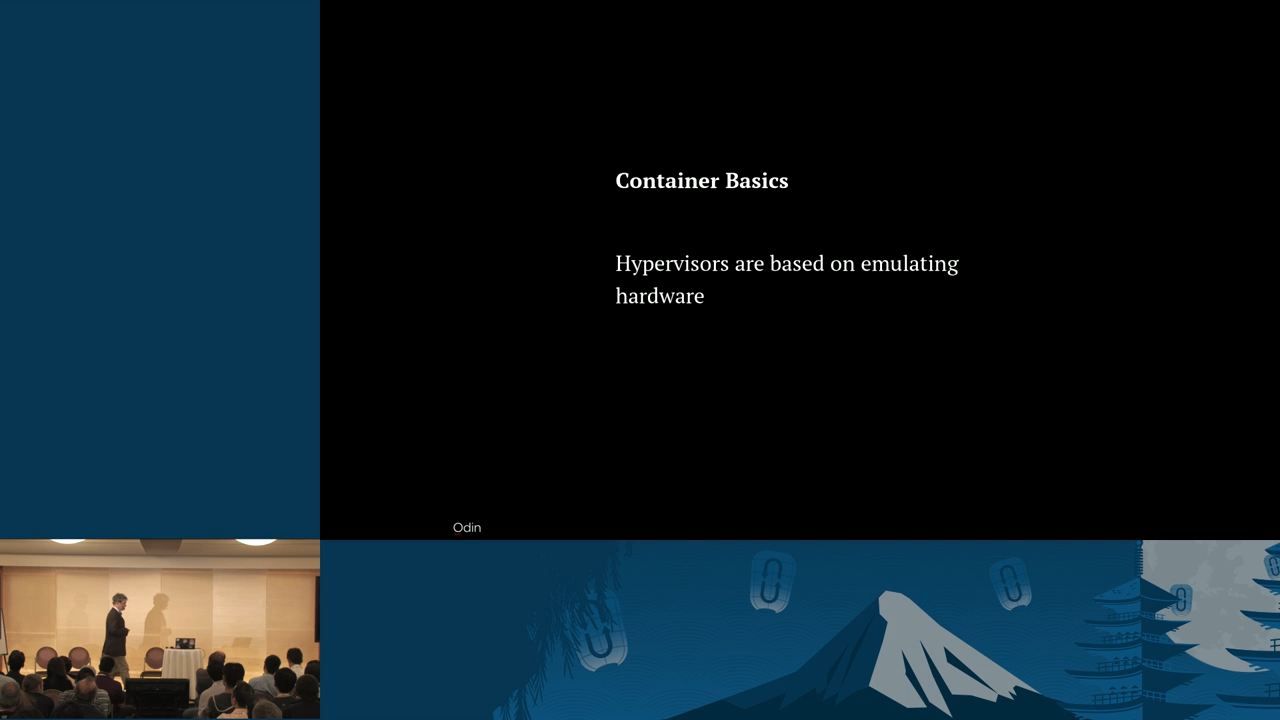 Container Basics
Hypervisors are based on emulating
hardware
Odin